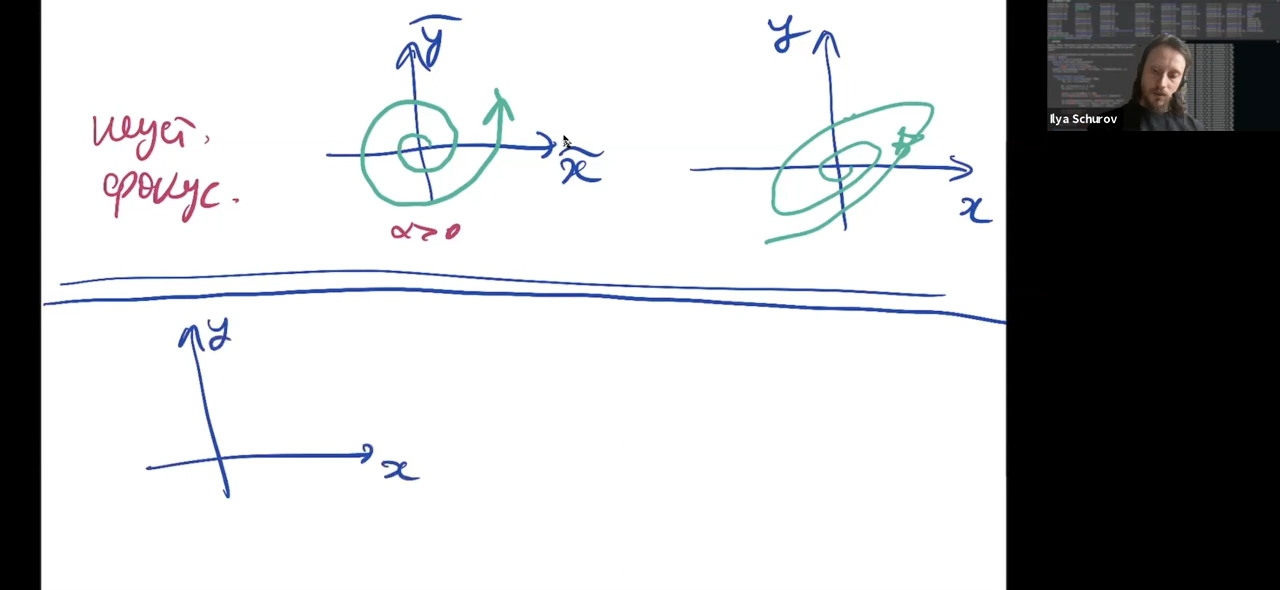 неуст.
фокус.
ỹ
x̃
α>0
y
x
Ilya Schurov
y
x